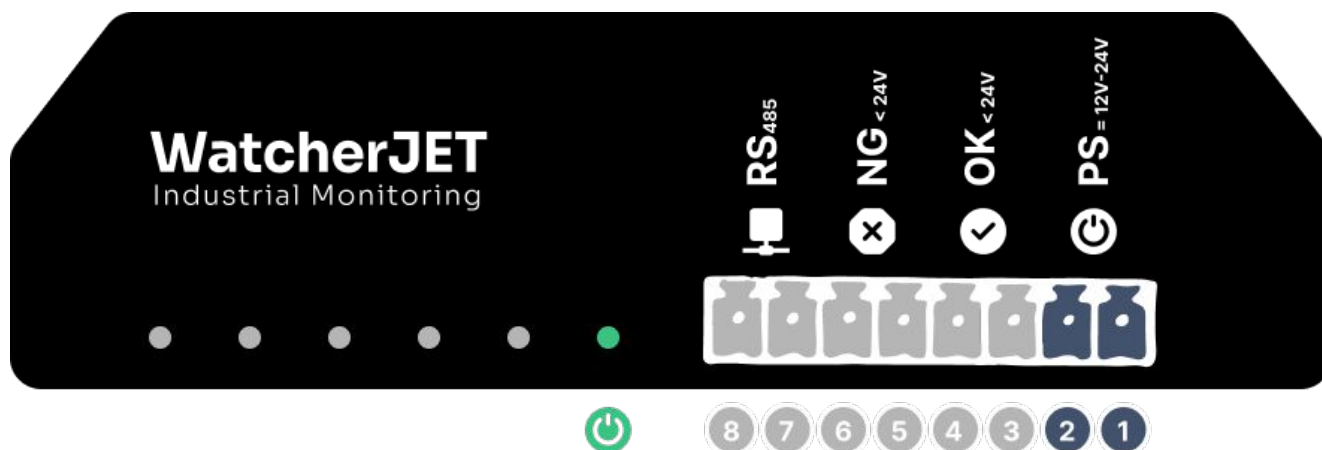 WatcherJET
Industrial Monitoring
RS485
NG < 24V
OK < 24V
PS = 12V-24V
8 7 6 5 4 3 2 1